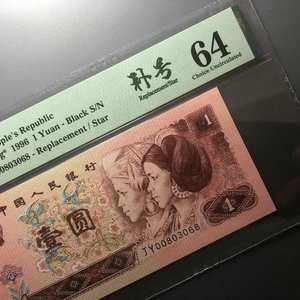 ple's Republic
补号
64
g* 1996 1 Yuan - Black S/N
Replacement/Star
Choice Uncirculated
0803068 - Replacement / Star
中国人民银行
1
壹圆
JY00803068
1